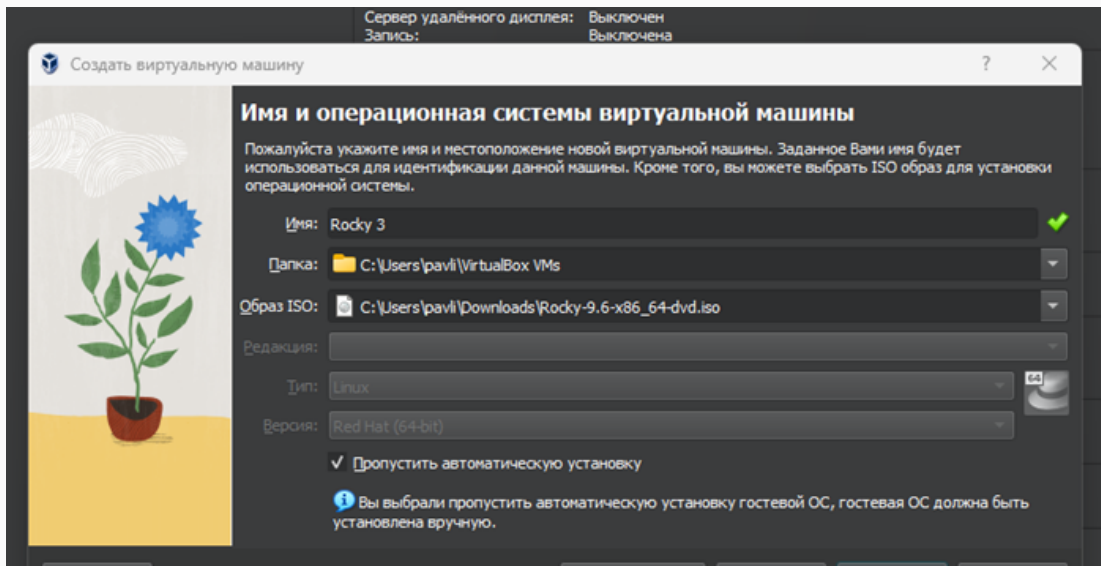 Сервер удалённого дисплея: Выключен
Запись: Выключена
Создать виртуальную машину ?
Имя и операционная системы виртуальной машины
Пожалуйста укажите имя и местоположение новой виртуальной машины. Заданное Вами имя будет
использоваться для идентификации данной машины. Кроме того, вы можете выбрать ISO образ для установки
операционной системы.
Имя: Rocky 3
Папка: C:\Users\pavli\VirtualBox VMs
Образ ISO: C:\Users\pavli\Downloads\Rocky-9.6-x86_64-dvd.iso
Редакция:
Тип: Linux 64
Версия: Red Hat (64-bit)
Пропустить автоматическую установку
Вы выбрали пропустить автоматическую установку гостевой ОС, гостевая ОС должна быть
установлена вручную.